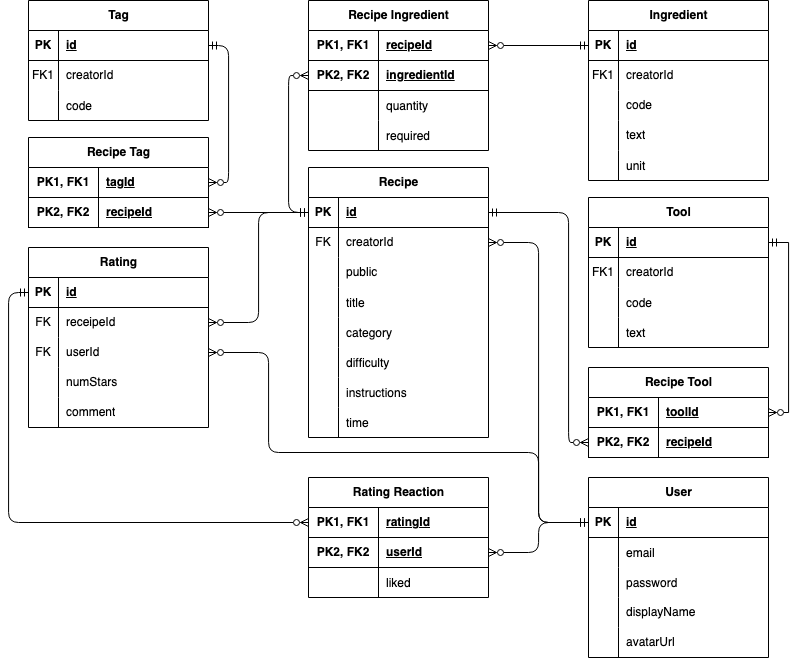 Tag
PK id
FK1 creatorId
code
Recipe Tag
PK1, FK1 tagId
PK2, FK2 recipeId
Rating
PK id
FK receipeId
FK userId
numStars
comment
Recipe Ingredient
PK1, FK1 recipeId
PK2, FK2 ingredientId
quantity
required
Recipe
PK id
FK creatorId
public
title
category
difficulty
instructions
time
Rating Reaction
PK1, FK1 ratingId
PK2, FK2 userId
liked
Ingredient
PK id
FK1 creatorId
code
text
unit
Tool
PK id
FK1 creatorId
code
text
Recipe Tool
PK1, FK1 toolId
PK2, FK2 recipeId
User
PK id
email
password
displayName
avatarUrl